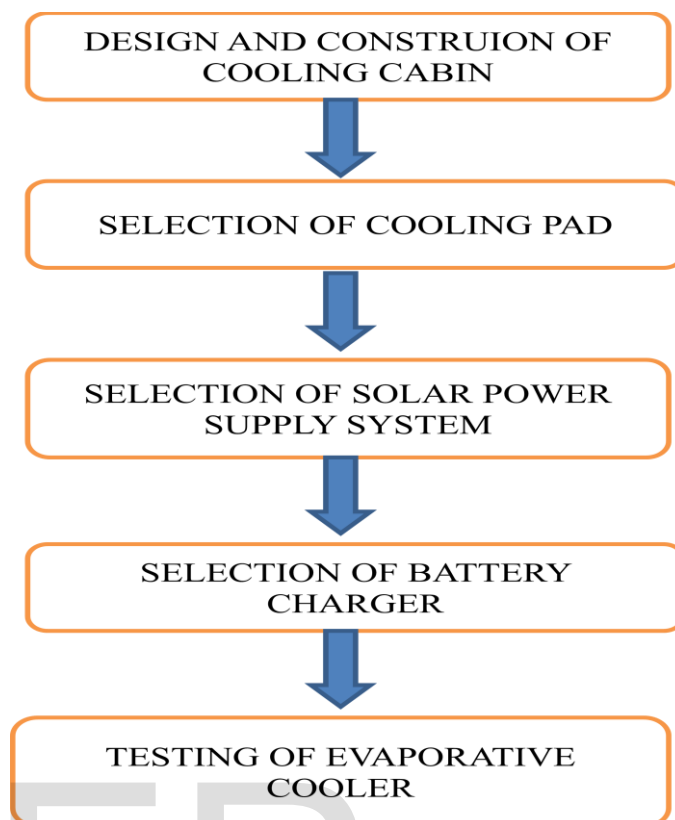 DESIGN AND CONSTRUION OF
COOLING CABIN
SELECTION OF COOLING PAD
SELECTION OF SOLAR POWER
SUPPLY SYSTEM
SELECTION OF BATTERY
CHARGER
TESTING OF EVAPORATIVE
COOLER